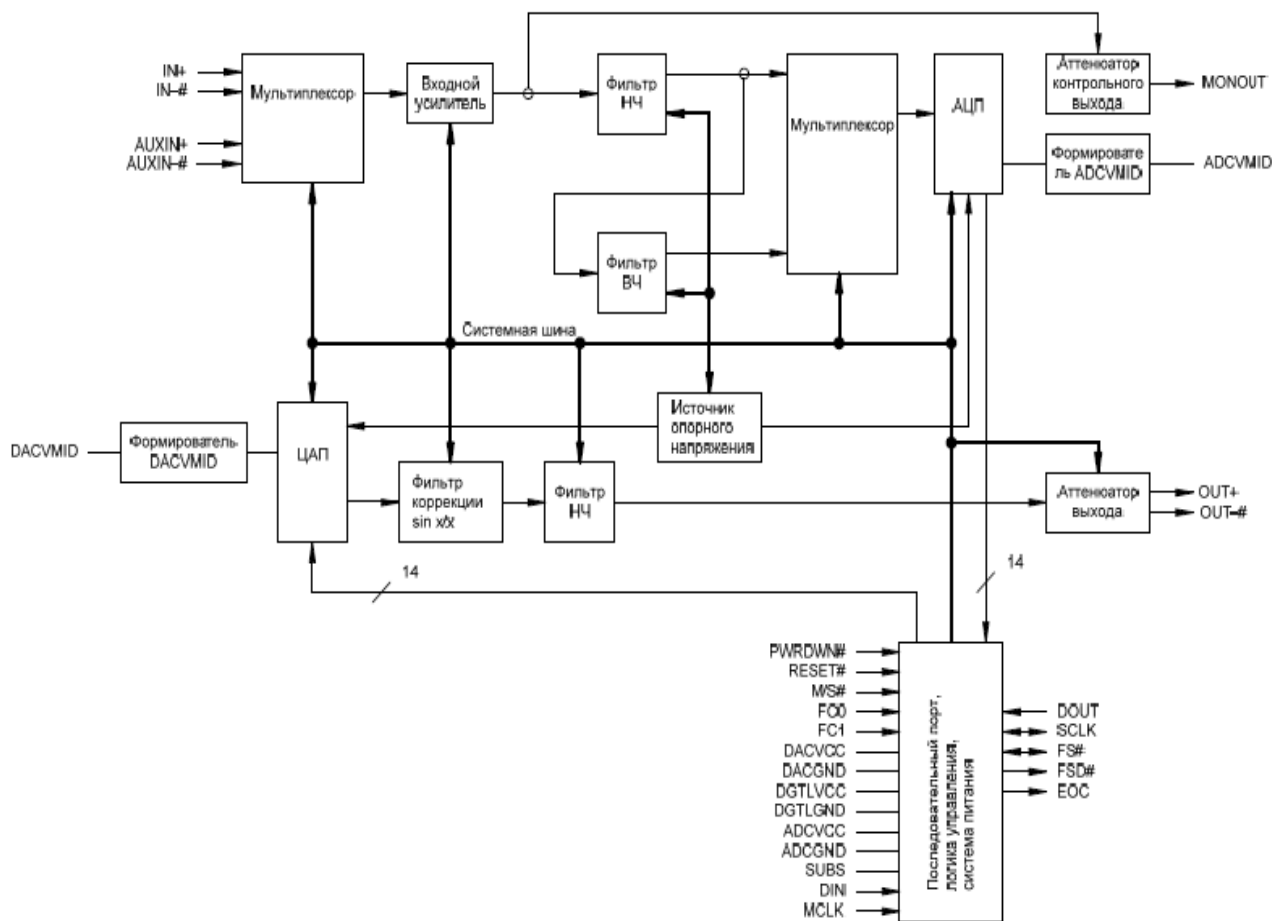 IN+
IN-#
AUXIN+
AUXIN-#
Мультиплексор
Входной
усилитель
Фильтр
НЧ
Мультиплексор
АЦП
Аттенюатор
контрольного
выхода
MONOUT
Формировате
ль ADCVMID
ADCVMID
Фильтр
ВЧ
Системная шина
DACVMID
Формирователь
DACVMID
ЦАП
Источник
опорного
напряжения
Фильтр
коррекции
sin x/x
Фильтр
НЧ
Аттенюатор
выхода
OUT+
OUT-#
14
14
PWRDWN#
RESET#
M/S#
FC0
FC1
DACVCC
DACGND
DGTLVCC
DGTLGND
ADCVCC
ADCGND
SUBS
DIN
MCLK
Последовательный порт,
логика управления,
система питания
DOUT
SCLK
FS#
FSD#
EOC